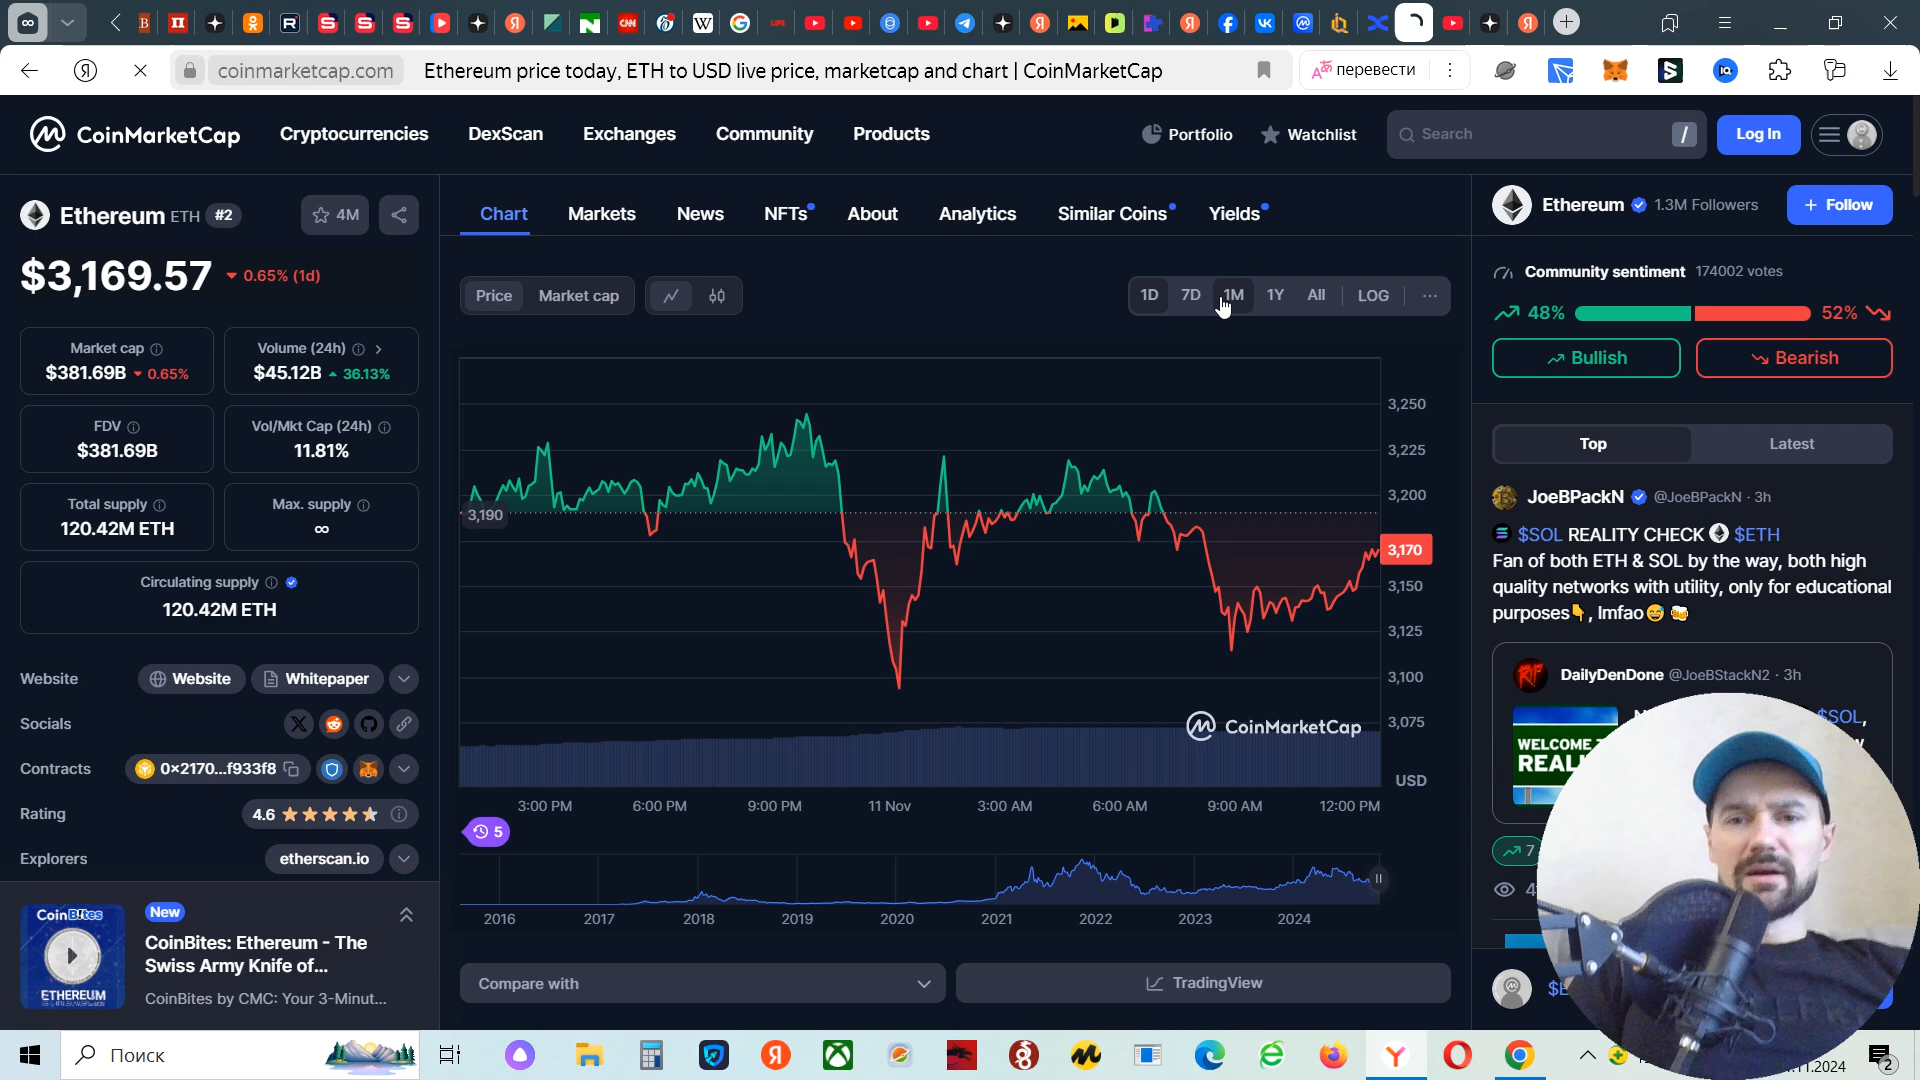 coinmarketcap.com
Ethereum price today, ETH to USD live price, marketcap and chart | CoinMarketCap
перевести
CoinMarketCap
Cryptocurrencies
DexScan
Exchanges
Community
Products
Portfolio
Watchlist
Search
/
Log In
Ethereum ETH #2
4M
$3,169.57
0.65% (1d)
Market cap
$381.69B 0.65%
Volume (24h)
$45.12B 36.13%
FDV
$381.69B
Vol/Mkt Cap (24h)
11.81%
Total supply
120.42M ETH
Max. supply
∞
Circulating supply
120.42M ETH
Website
Website
Whitepaper
Socials
Contracts
0x2170...f933f8
Rating
4.6
Explorers
etherscan.io
CoinBites
ETHEREUM
New
CoinBites: Ethereum - The
Swiss Army Knife of...
CoinBites by CMC: Your 3-Minut...
Chart
Markets
News
NFTs
About
Analytics
Similar Coins
Yields
Price
Market cap
1D
7D
1M
1Y
All
LOG
3,250
3,225
3,200
3,190
3,170
3,150
3,125
3,100
3,075
USD
CoinMarketCap
3:00 PM
6:00 PM
9:00 PM
11 Nov
3:00 AM
6:00 AM
9:00 AM
12:00 PM
5
2016
2017
2018
2019
2020
2021
2022
2023
2024
Compare with
TradingView
Ethereum 1.3M Followers
+ Follow
Community sentiment 174002 votes
48%
52%
Bullish
Bearish
Top
Latest
JoeBPackN @JoeBPackN · 3h
$SOL REALITY CHECK $ETH
Fan of both ETH & SOL by the way, both high
quality networks with utility, only for educational
purposes👇, lmfao😅 🍻
DailyDenDone @JoeBStackN2 · 3h
$SOL,
WELCOME
REAL
7
Поиск
.11.2024
2